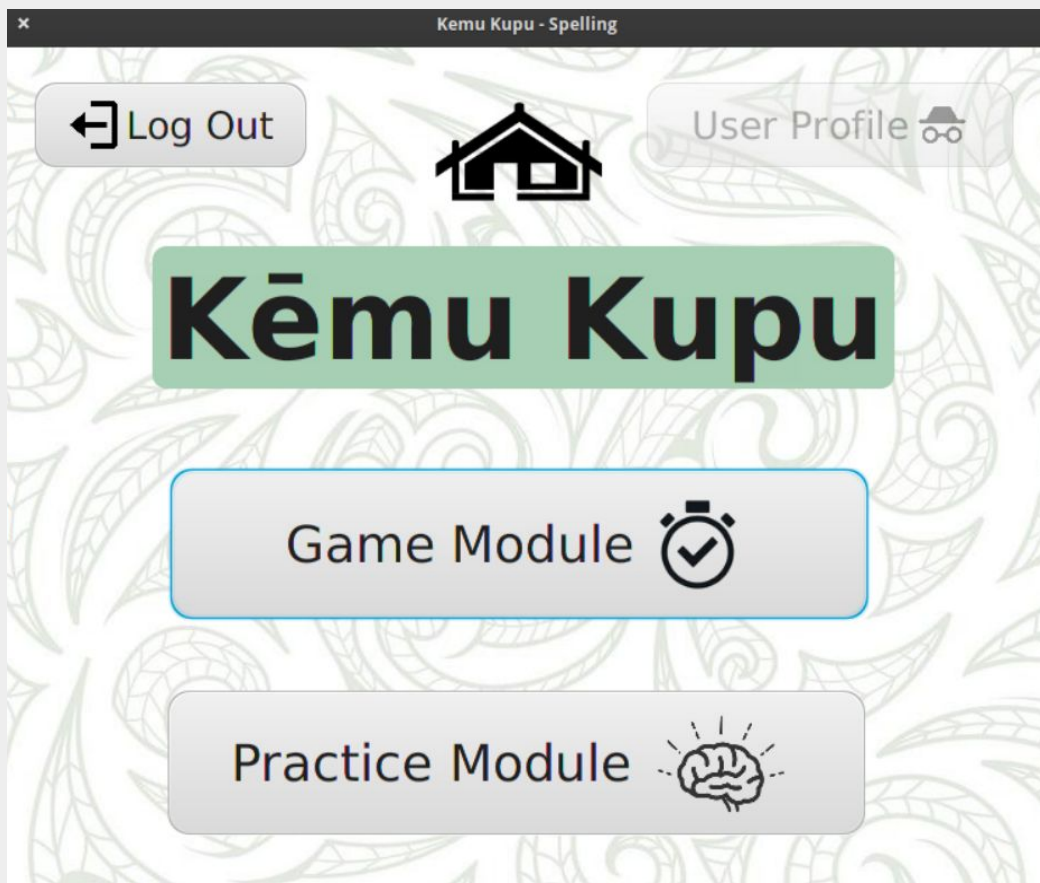 Kemu Kupu - Spelling
Log Out
User Profile
Kēmu Kupu
Game Module
Practice Module